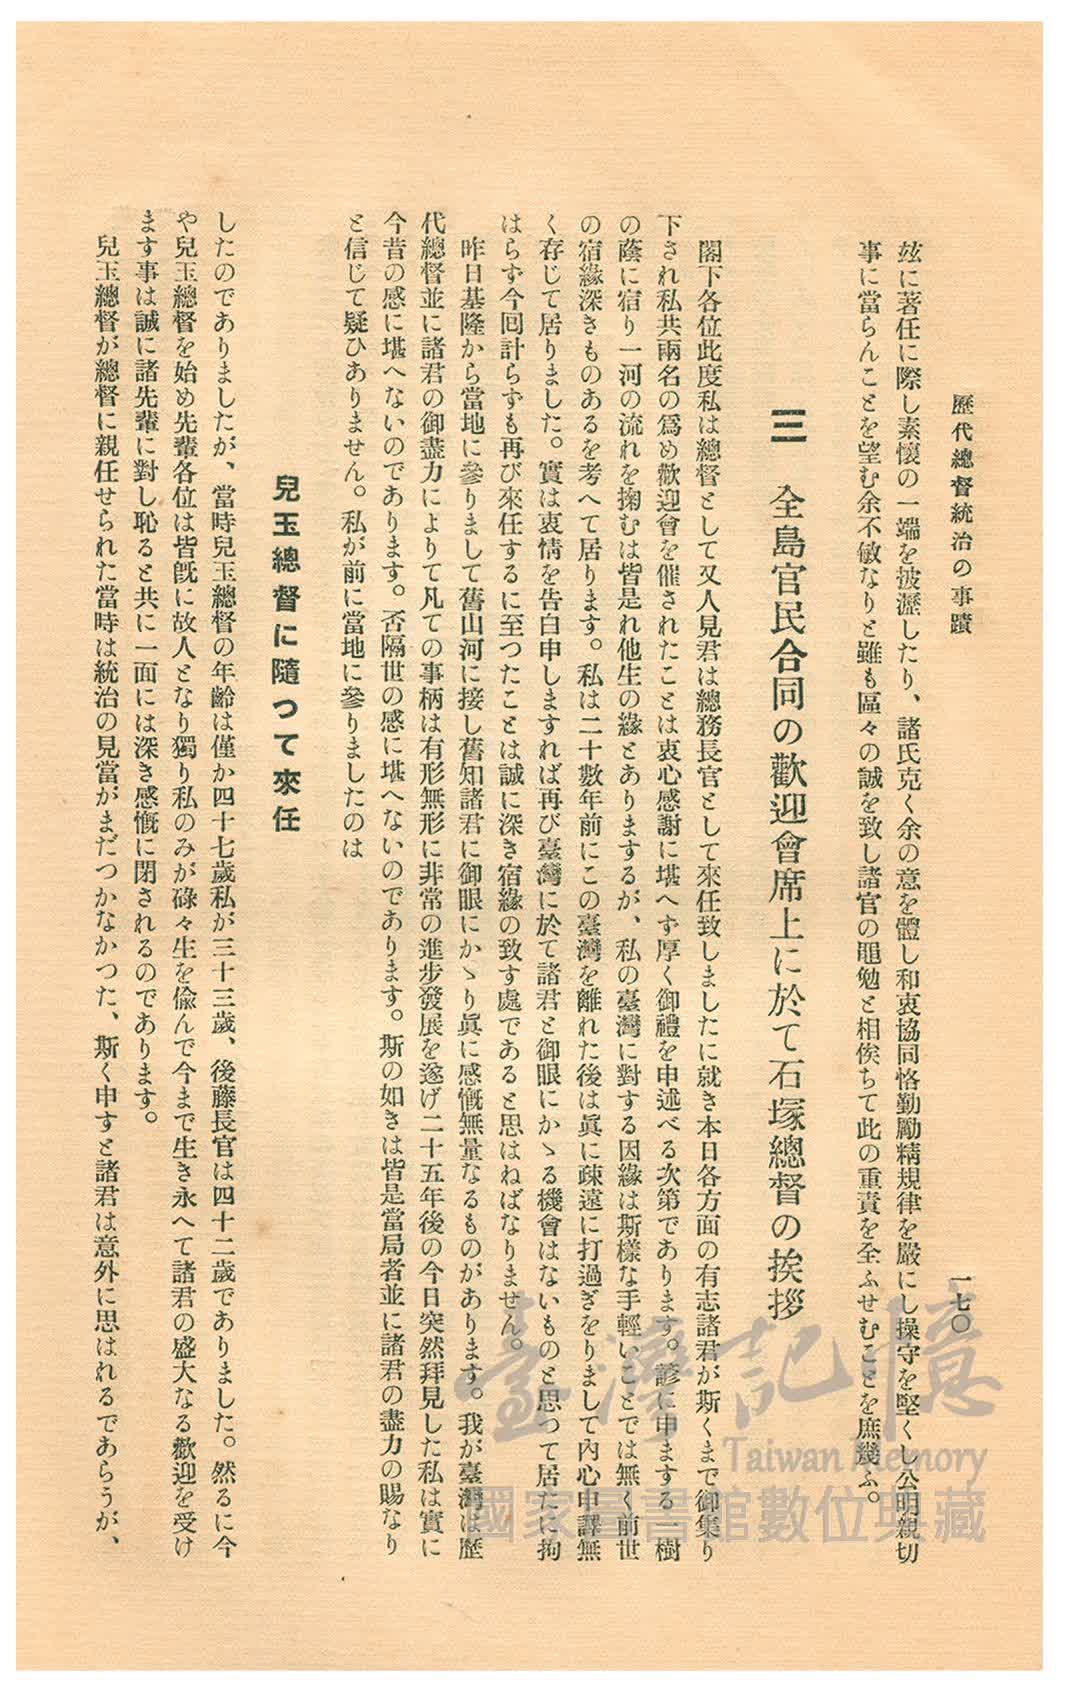 歷代總督統治の事蹟
一七〇
玆に著任に際し素懷の一端を披瀝したり、諸氏克く余の意を體し和衷協同恪勤勵精規律を嚴にし操守を堅くし公明親切
事に當らんことを望む余不敏なりと雖も區々の誠を致し諸官の黽勉と相俟ちて此の重責を全ふせむことを庶幾ふ。
三 全島官民合同の歡迎會席上に於て石塚總督の挨拶
閣下各位此度私は總督として又人見君は總務長官として來任致しましたに就き本日各方面の有志諸君が斯くまで御集り
下され私共兩名の爲め歡迎會を催されたことは衷心感謝に堪へず厚く御禮を申述べる次第であります。諺に申まする一樹
の蔭に宿り一河の流れを掬むは皆是れ他生の緣とありまするが、私の臺灣に對する因緣は斯樣な手輕いことでは無く前世
の宿緣深きものあるを考へて居ります。私は二十數年前にこの臺灣を離れた後は眞に疎遠に打過ぎをりまして內心申譯無
く存じて居りました。實は衷情を告白申しますれば再び臺灣に於て諸君と御眼にかゝる機會はないものと思つて居たに拘
はらず今回計らずも再び來任するに至つたことは誠に深き宿緣の致す處であると思はねばなりません。
昨日基隆から當地に參りまして舊山河に接し舊知諸君に御眼にかゝり眞に感慨無量なるものがあります。我が臺灣は歷
代總督並に諸君の御盡力によりて凡ての事柄は有形無形に非常の進步發展を遂げ二十五年後の今日突然拜見した私は實に
今昔の感に堪へないのであります。否隔世の感に堪へないのであります。斯の如きは皆是當局者並に諸君の盡力の賜なり
と信じて疑ひありません。私が前に當地に參りましたのは
兒玉總督に隨つて來任
したのでありましたが、當時兒玉總督の年齡は僅か四十七歲私が三十三歲、後藤長官は四十二歲でありました。然るに今
や兒玉總督を始め先輩各位は皆旣に故人となり獨り私のみが碌々生を偸んで今まで生き永へて諸君の盛大なる歡迎を受け
ます事は誠に諸先輩に對し恥ると共に一面には深き感慨に閉されるのであります。
兒玉總督が總督に親任せられた當時は統治の見當がまだつかなかつた、斯く申すと諸君は意外に思はれるであらうが、
臺灣記憶
Taiwan Memory
國家圖書館數位典藏